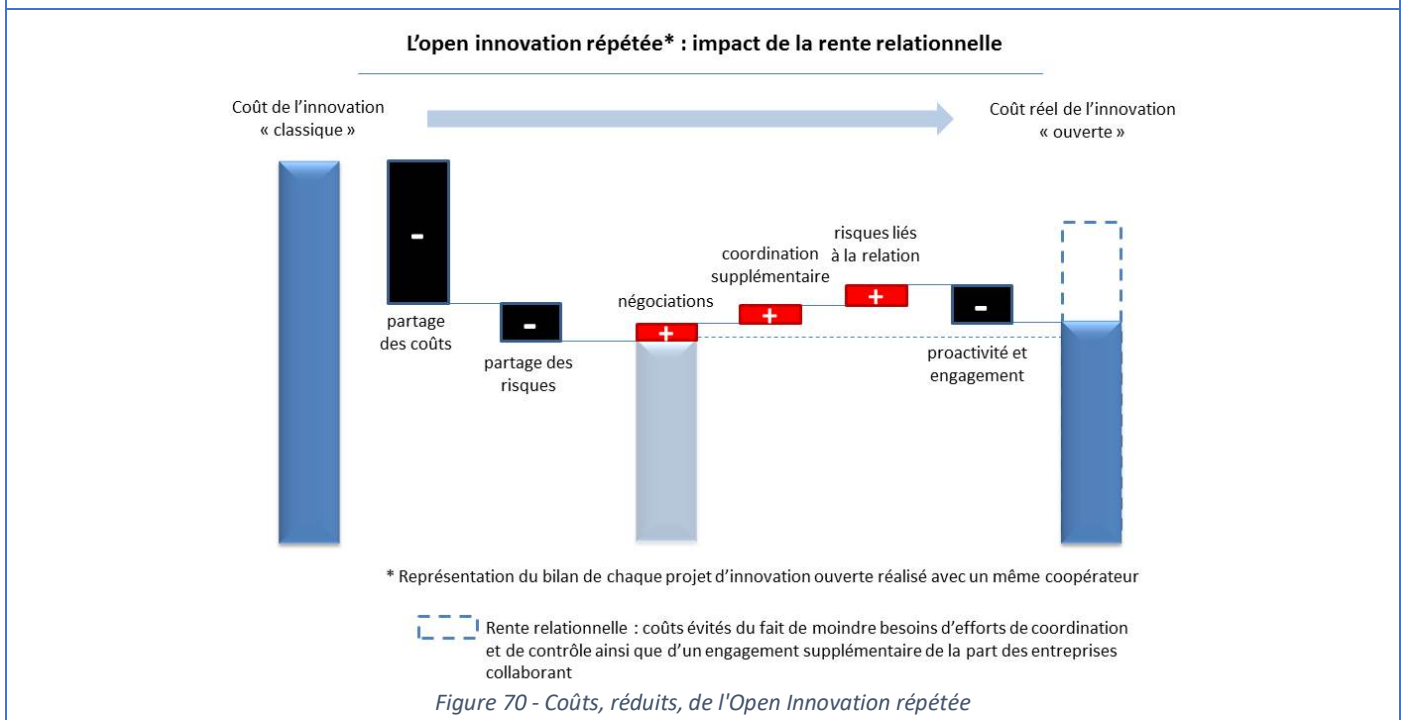 L'open innovation répétée* : impact de la rente relationnelle
Coût de l'innovation
« classique »
Coût réel de l'innovation
« ouverte »
-
partage
des coûts
-
partage des
risques
négociations
+
coordination
supplémentaire
+
risques liés
à la relation
+
-
proactivité et
engagement
* Représentation du bilan de chaque projet d'innovation ouverte réalisé avec un même coopérateur
Rente relationnelle : coûts évités du fait de moindre besoins d'efforts de coordination
et de contrôle ainsi que d'un engagement supplémentaire de la part des entreprises
collaborant
Figure 70 - Coûts, réduits, de l'Open Innovation répétée